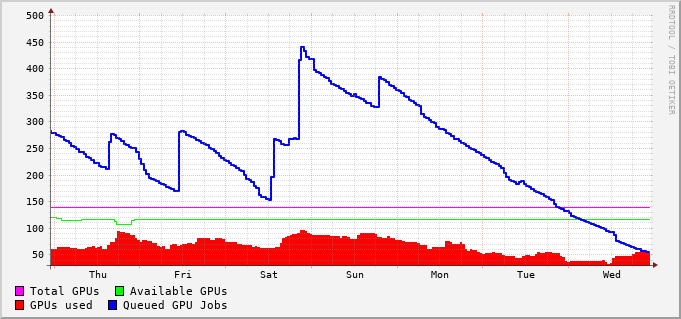 500
450
400
350
300
250
200
150
100
50
Thu Fri Sat Sun Mon Tue Wed
RRDTOOL / TOBI OETIKER
Total GPUs Available GPUs
GPUs used Queued GPU Jobs